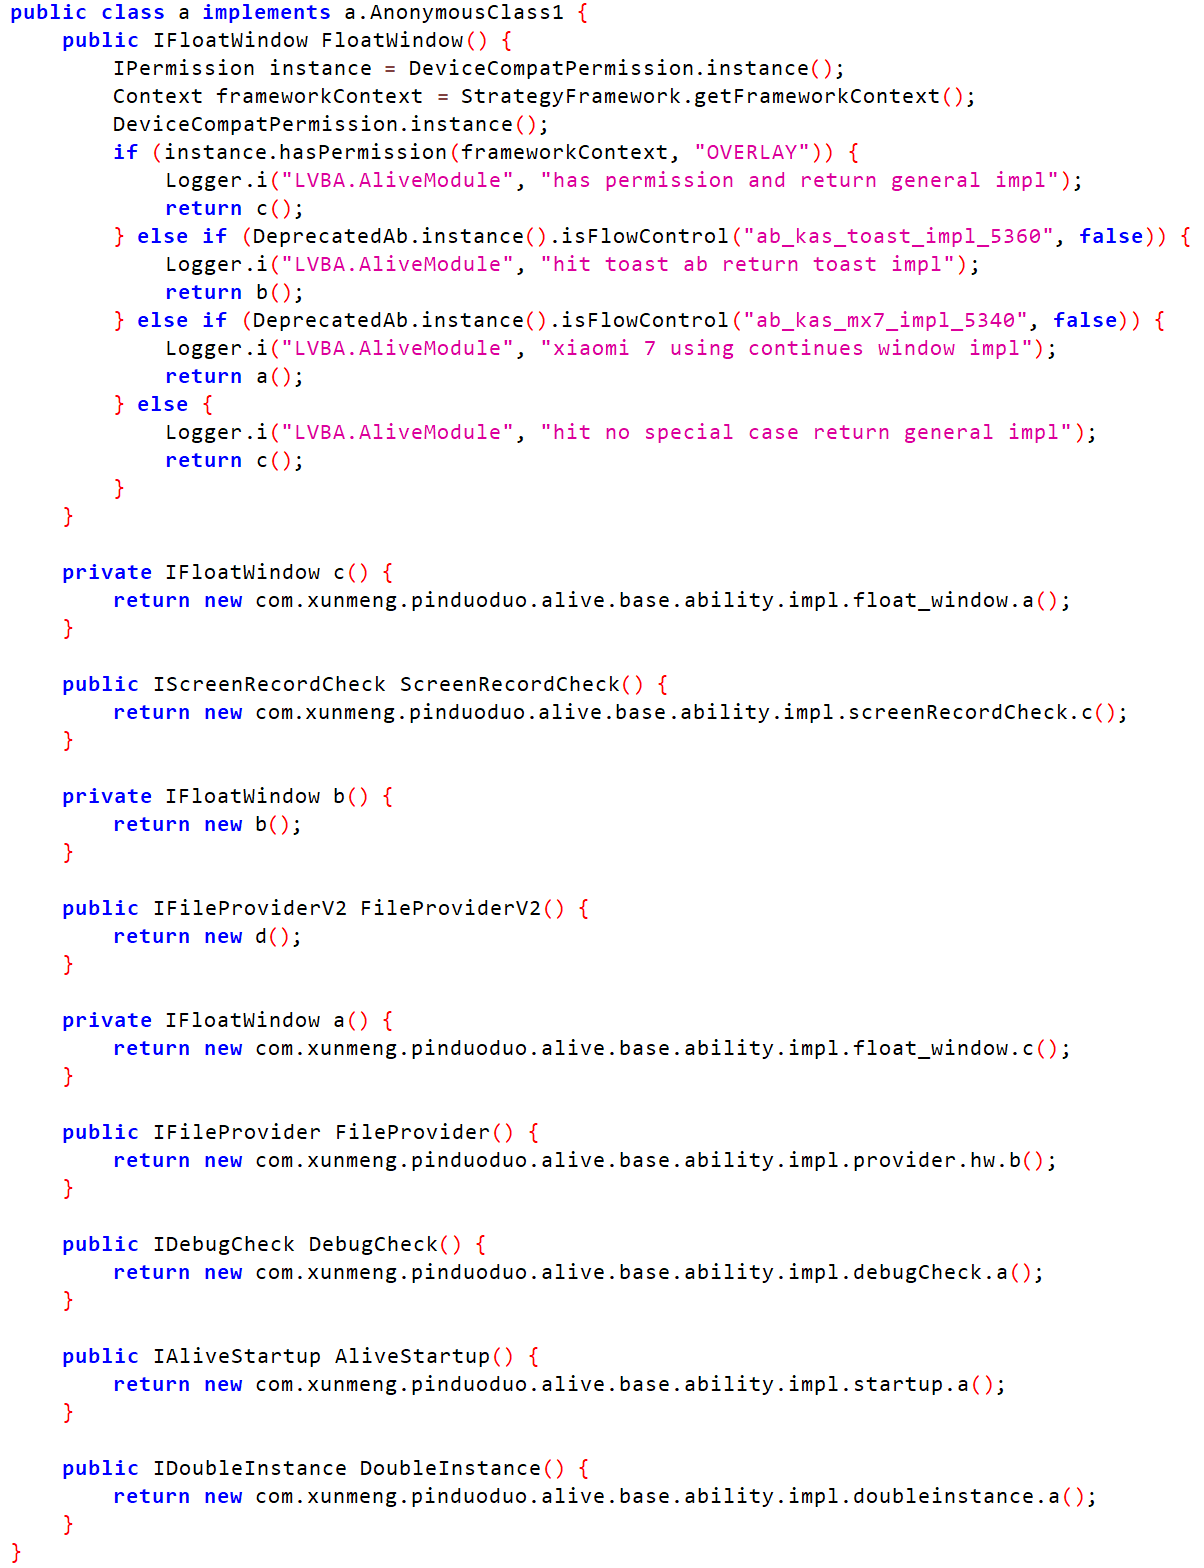 public class a implements a.AnonymousClass1 {
    public IFloatWindow FloatWindow() {
        IPermission instance = DeviceCompatPermission.instance();
        Context frameworkContext = StrategyFramework.getFrameworkContext();
        DeviceCompatPermission.instance();
        if (instance.hasPermission(frameworkContext, "OVERLAY")) {
            Logger.i("LVBA.AliveModule", "has permission and return general impl");
            return c();
        } else if (DeprecatedAb.instance().isFlowControl("ab_kas_toast_impl_5360", false)) {
            Logger.i("LVBA.AliveModule", "hit toast ab return toast impl");
            return b();
        } else if (DeprecatedAb.instance().isFlowControl("ab_kas_mx7_impl_5340", false)) {
            Logger.i("LVBA.AliveModule", "xiaomi 7 using continues window impl");
            return a();
        } else {
            Logger.i("LVBA.AliveModule", "hit no special case return general impl");
            return c();
        }
    }

    private IFloatWindow c() {
        return new com.xunmeng.pinduoduo.alive.base.ability.impl.float_window.a();
    }

    public IScreenRecordCheck ScreenRecordCheck() {
        return new com.xunmeng.pinduoduo.alive.base.ability.impl.screenRecordCheck.c();
    }

    private IFloatWindow b() {
        return new b();
    }

    public IFileProviderV2 FileProviderV2() {
        return new d();
    }

    private IFloatWindow a() {
        return new com.xunmeng.pinduoduo.alive.base.ability.impl.float_window.c();
    }

    public IFileProvider FileProvider() {
        return new com.xunmeng.pinduoduo.alive.base.ability.impl.provider.hw.b();
    }

    public IDebugCheck DebugCheck() {
        return new com.xunmeng.pinduoduo.alive.base.ability.impl.debugCheck.a();
    }

    public IAliveStartup AliveStartup() {
        return new com.xunmeng.pinduoduo.alive.base.ability.impl.startup.a();
    }

    public IDoubleInstance DoubleInstance() {
        return new com.xunmeng.pinduoduo.alive.base.ability.impl.doubleinstance.a();
    }
}